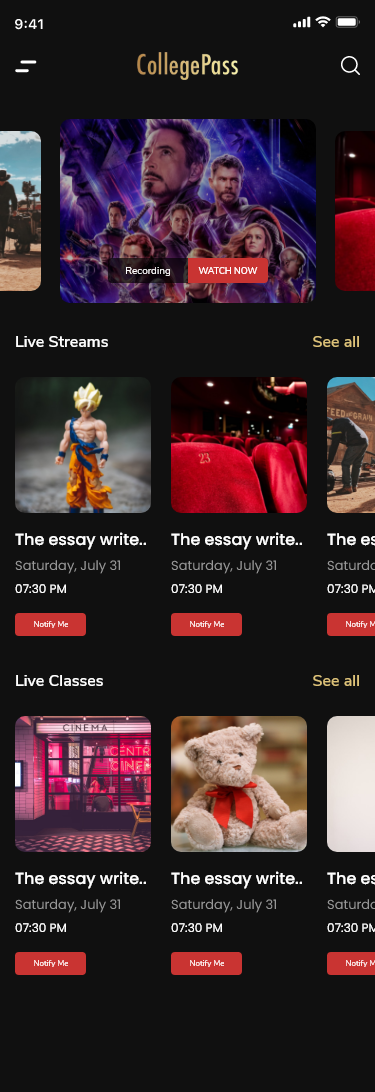 9:41
CollegePass
Recording WATCH NOW
Live Streams See all
23
FEED and GRAIN
The essay write.. The essay write.. The es
Saturday, July 31 Saturday, July 31 Saturd
07:30 PM 07:30 PM 07:30 PM
Notify Me Notify Me Notify M
Live Classes See all
CINEMA
CENTR
CINE
The essay write.. The essay write.. The es
Saturday, July 31 Saturday, July 31 Saturd
07:30 PM 07:30 PM 07:30 PM
Notify Me Notify Me Notify M